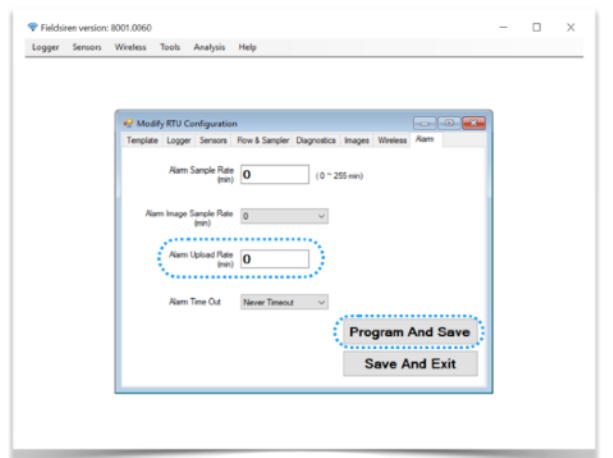 Fieldsiren version: 8001.0060
Logger Sensors Wireless Tools Analysis Help
Modify RTU Configuration
Template Logger Sensors Flow & Sampler Diagnostics Images Wireless Alarm
Alarm Sample Rate
(min)
0
( 0 ~ 255 min)
Alarm Image Sample Rate
(min)
0
Alarm Upload Rate
(min)
0
Alarm Time Out
Never Timeout
Program And Save
Save And Exit